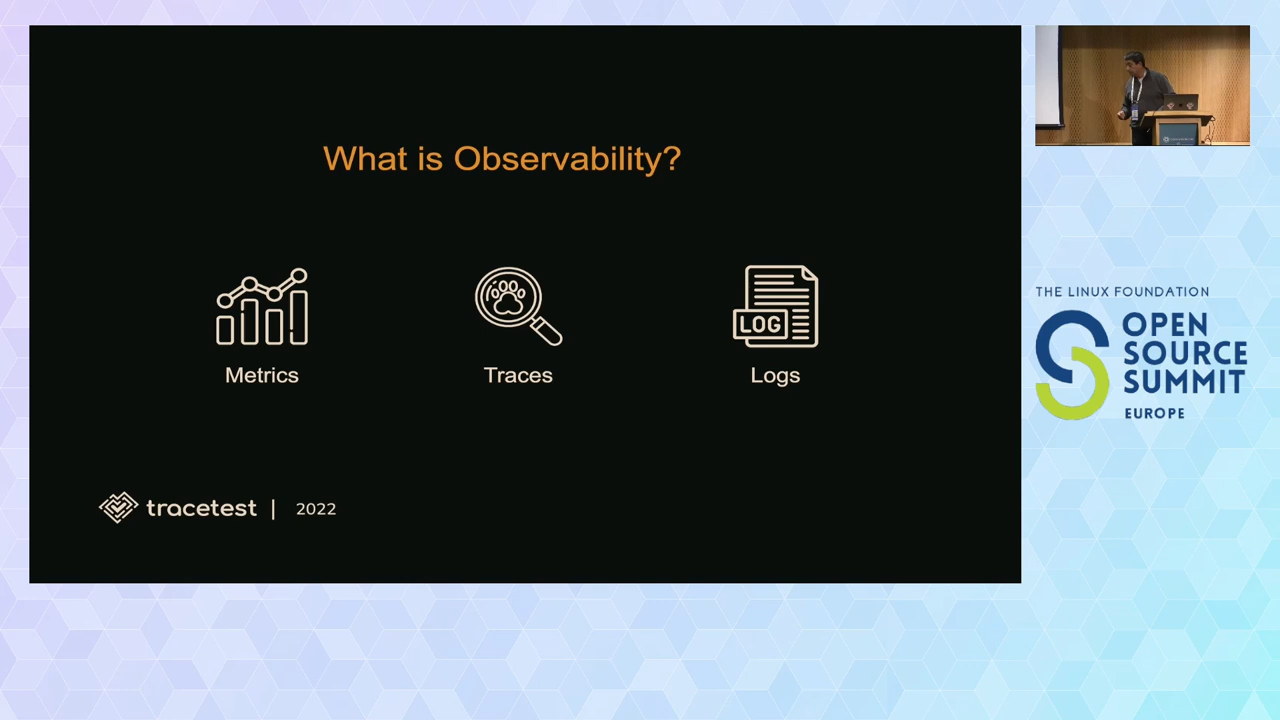 What is Observability?
LOG
Metrics
Traces
Logs
tracetest | 2022
THE LINUX FOUNDATION
OPEN
SOURCE
SUMMIT
EUROPE